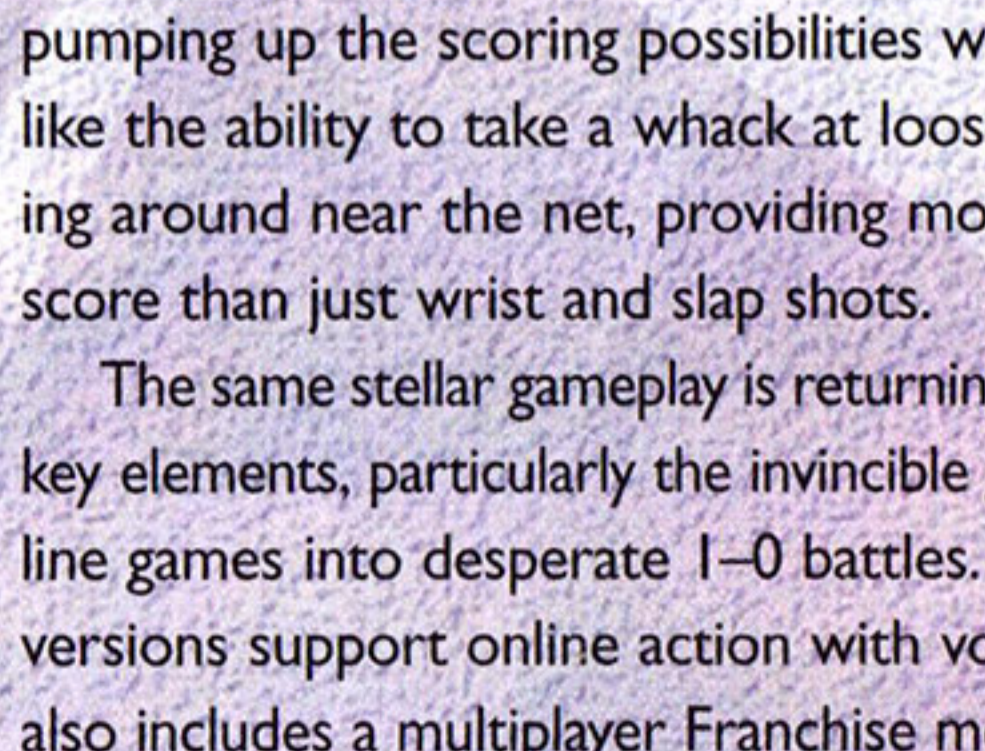 pumping up the scoring possibilities w
like the ability to take a whack at loos
ing around near the net, providing mo
score than just wrist and slap shots.
The same stellar gameplay is returnin
key elements, particularly the invincible
line games into desperate 1–0 battles.
versions support online action with vo
also includes a multiplayer Franchise m